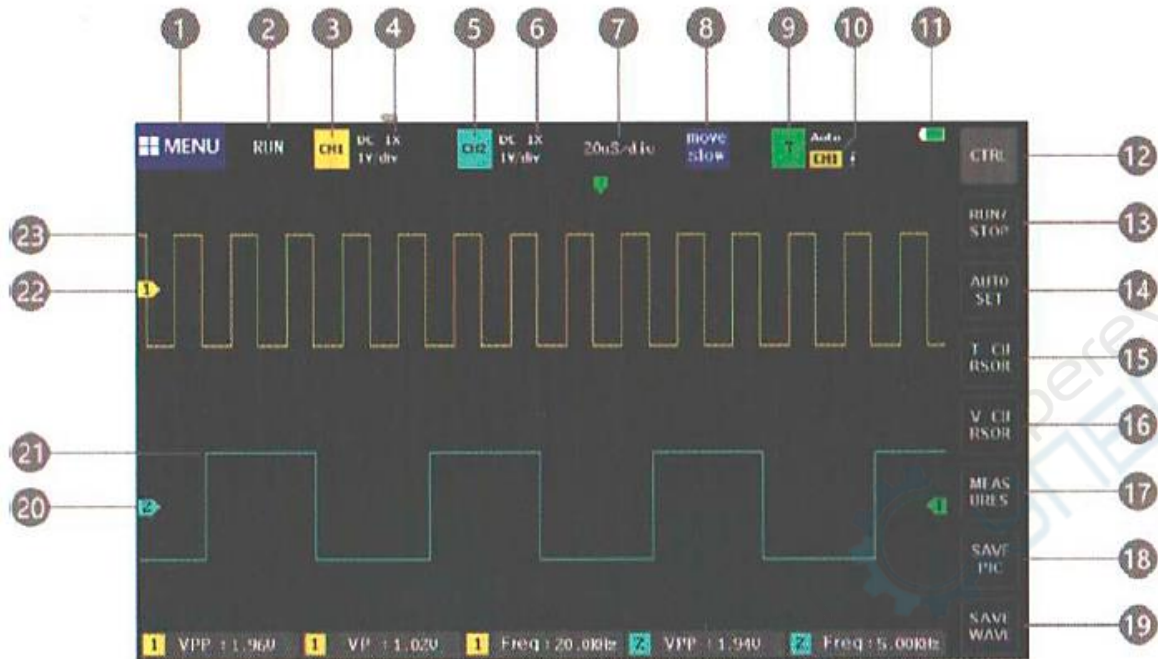 1
2
3
4
5
6
7
8
9
10
11
MENU
RUN
CH1
DC 1X
1V/div
CH2
DC 1X
1V/div
20uS/div
move
slow
T
Auto
CH1
CTRL
12
RUN/
STOP
13
AUTO
SET
14
T CU
RSOR
15
V CU
RSOR
16
MEAS
URES
17
SAVE
PIC
18
SAVE
WAVE
19
23
22
1
21
20
2
1 VPP :1.96V
1 VP :1.02V
1 Freq :20.0KHz
2 VPP :1.94V
2 Freq :5.00KHz